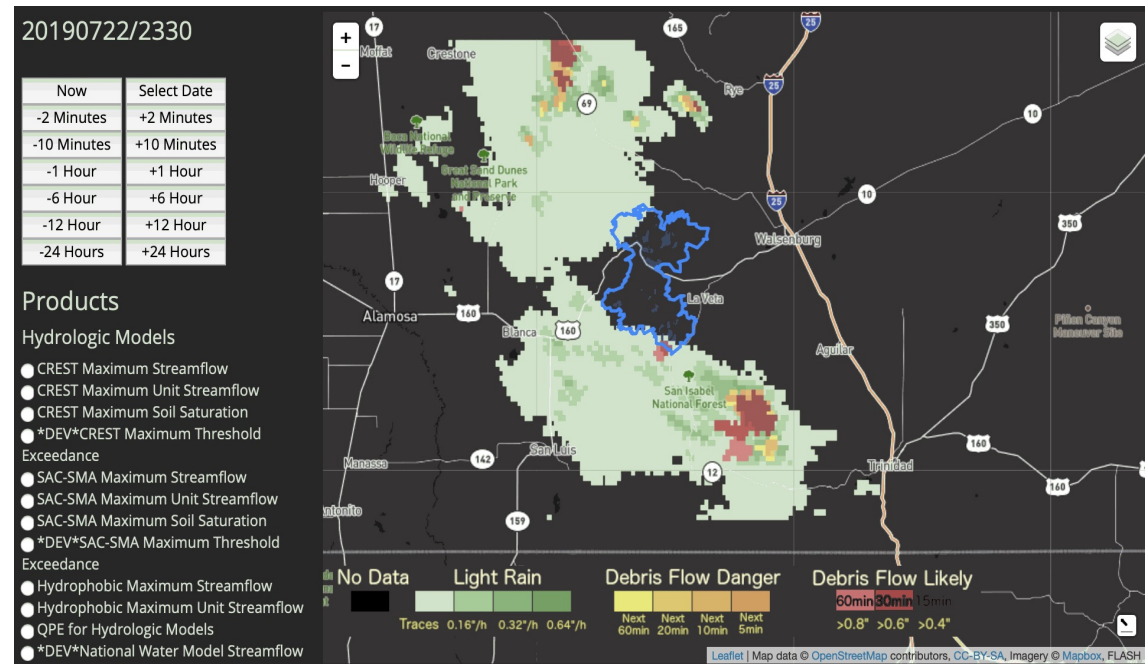 20190722/2330
Now
Select Date
-2 Minutes
+2 Minutes
-10 Minutes
+10 Minutes
-1 Hour
+1 Hour
-6 Hour
+6 Hour
-12 Hour
+12 Hour
-24 Hours
+24 Hours
Products
Hydrologic Models
CREST Maximum Streamflow
CREST Maximum Unit Streamflow
CREST Maximum Soil Saturation
*DEV*CREST Maximum Threshold
Exceedance
SAC-SMA Maximum Streamflow
SAC-SMA Maximum Unit Streamflow
SAC-SMA Maximum Soil Saturation
*DEV*SAC-SMA Maximum Threshold
Exceedance
Hydrophobic Maximum Streamflow
Hydrophobic Maximum Unit Streamflow
QPE for Hydrologic Models
*DEV*National Water Model Streamflow
+
−
17
165
25
Moffat
Crestone
Rye
25
69
10
Baca National
Wildlife Refuge
Great Sand Dunes
National Park
and Preserve
Hooper
10
25
350
Walsenburg
17
La Veta
Alamosa
160
Blanca
160
350
Piñon Canyon
Maneuver Site
Aguilar
San Isabel
National Forest
San Luis
160
Manassa
142
12
Trinidad
160
159
No Data
Light Rain
Debris Flow Danger
Debris Flow Likely
60min
30min
15min
Traces
0.16"/h
0.32"/h
0.64"/h
Next
60min
Next
20min
Next
10min
Next
5min
>0.8"
>0.6"
>0.4"
Leaflet | Map data © OpenStreetMap contributors, CC-BY-SA, Imagery © Mapbox, FLASH